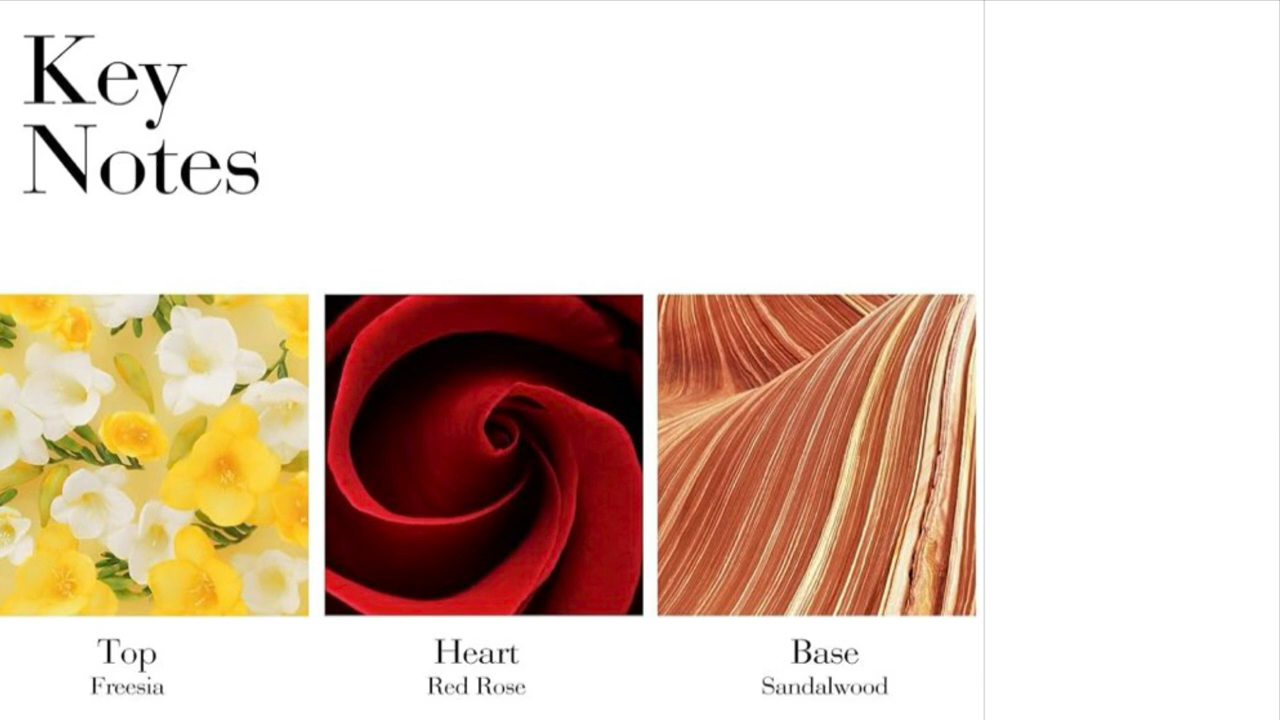 Key
Notes
Top
Freesia
Heart
Red Rose
Base
Sandalwood